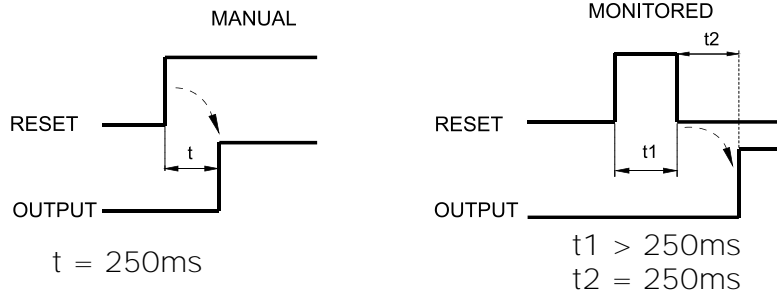 MANUAL
RESET
t
OUTPUT
t = 250ms
MONITORED
t2
RESET
t1
OUTPUT
t1 > 250ms
t2 = 250ms